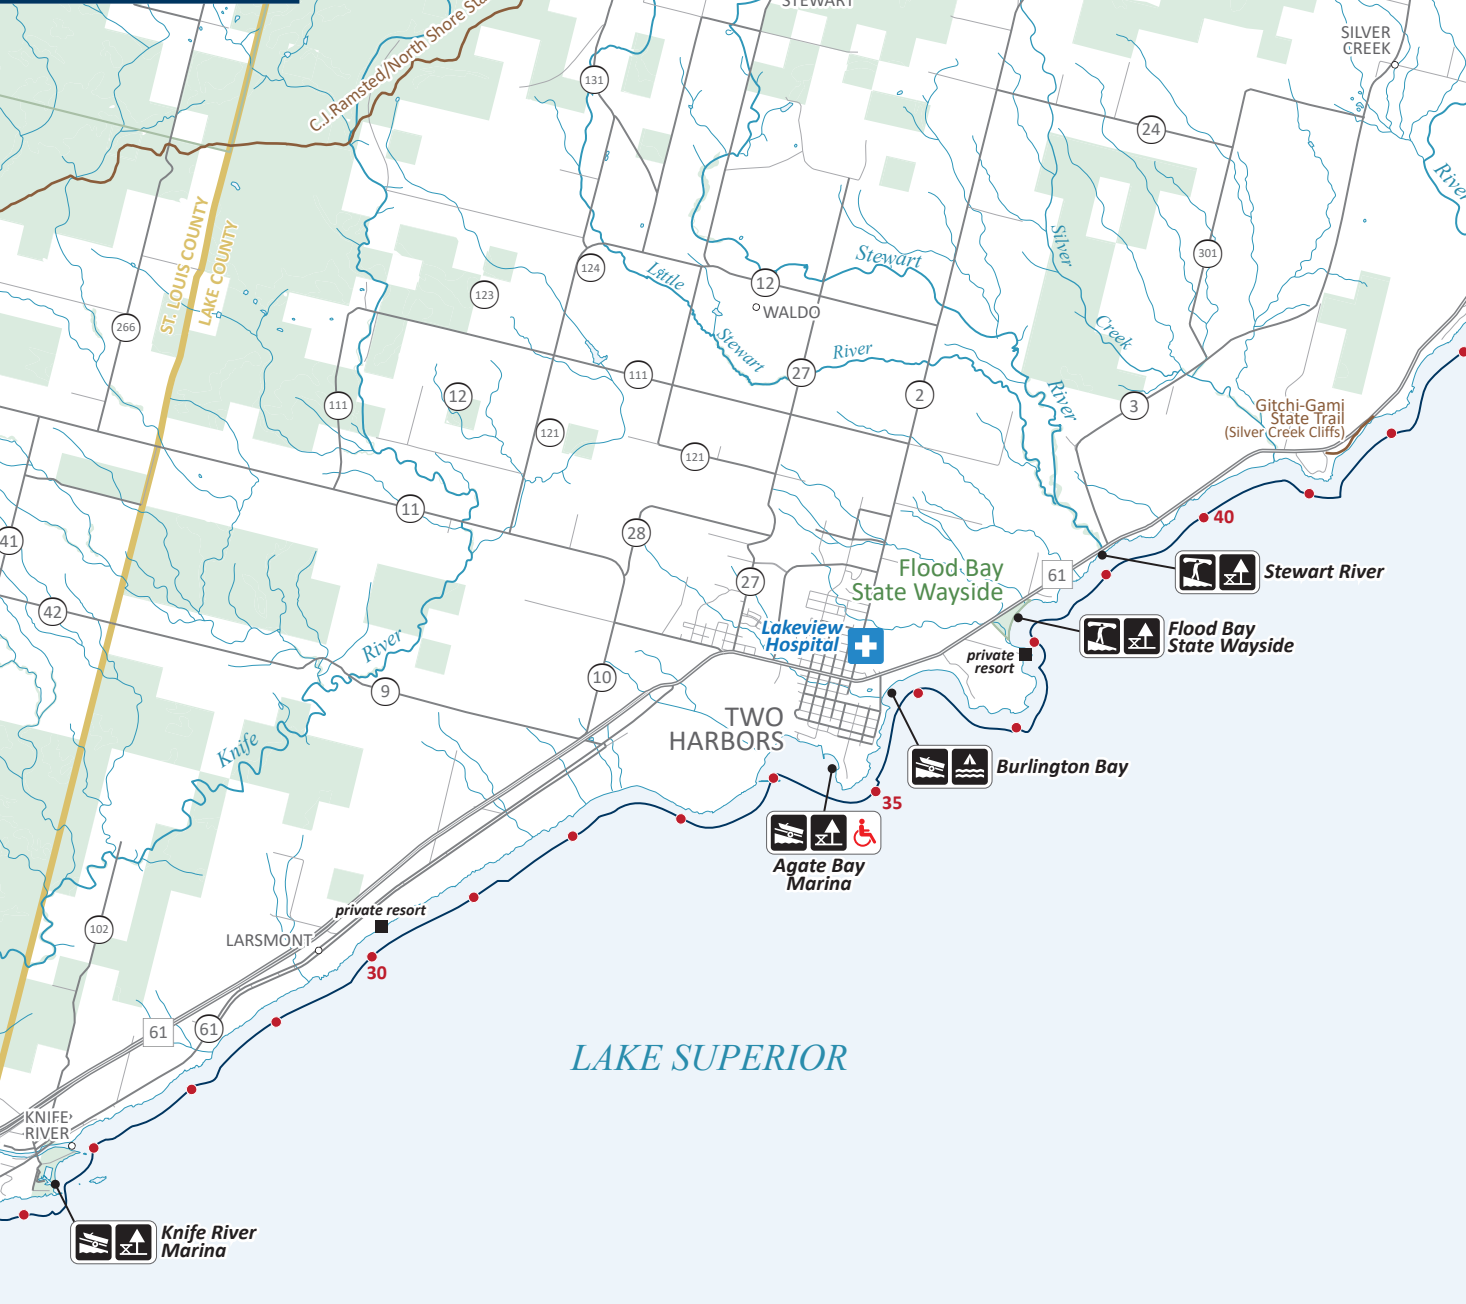 STEWART
SILVER
CREEK
C.J.Ramsted/North Shore Sta
131
24
River
ST. LOUIS COUNTY
LAKE COUNTY
Silver
301
Stewart
124
Little
12
123
WALDO
266
Creek
Stewart
River
27
111
2
River
12
111
3
Gitchi-Gami
State Trail
(Silver Creek Cliffs)
121
121
11
40
28
41
Flood Bay
State Wayside
61
Stewart River
27
42
Lakeview
Hospital
Flood Bay
State Wayside
River
private
resort
10
9
TWO
HARBORS
Knife
Burlington Bay
35
Agate Bay
Marina
private resort
102
LARSMONT
30
61
61
LAKE SUPERIOR
KNIFE
RIVER
Knife River
Marina